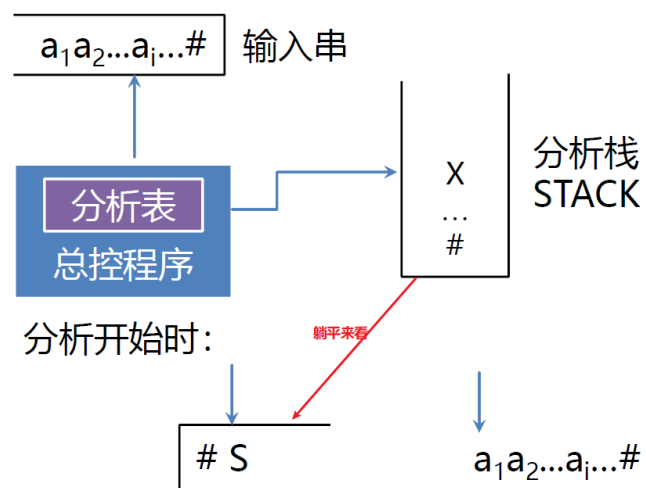 a₁a₂...aᵢ...#
输入串
分析表
总控程序
X
...
#
分析栈
STACK
分析开始时：
躺平来看
# S
a₁a₂...aᵢ...#